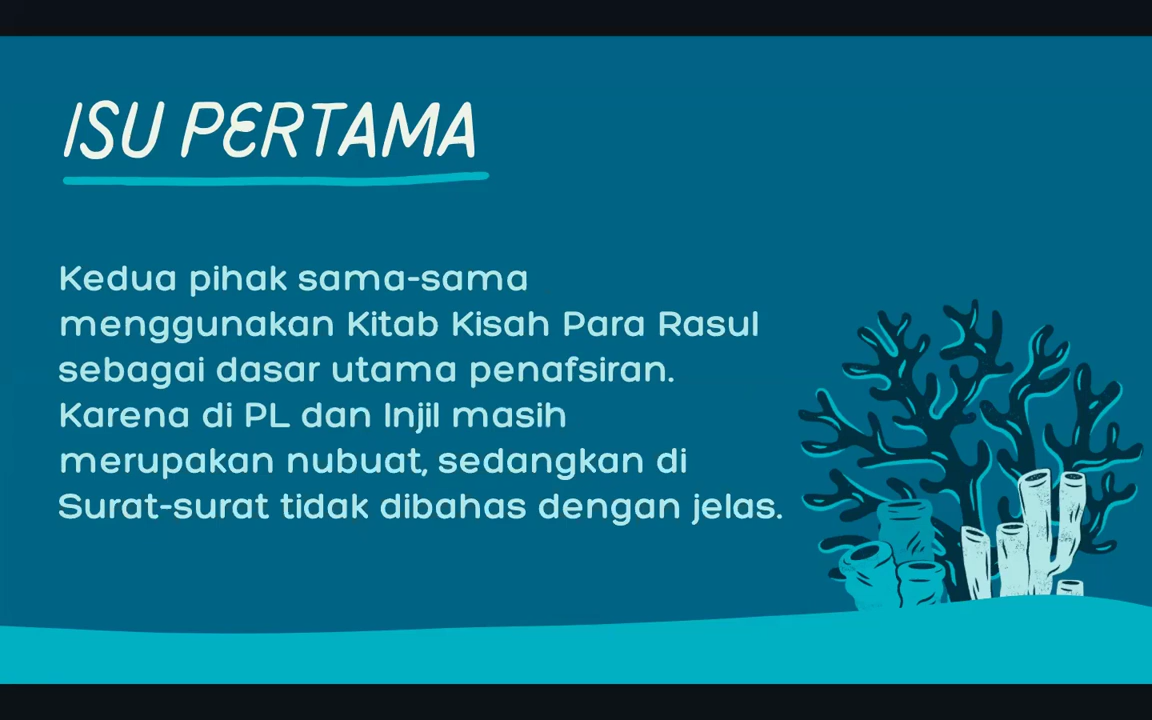 ISU PERTAMA
Kedua pihak sama-sama
menggunakan Kitab Kisah Para Rasul
sebagai dasar utama penafsiran.
Karena di PL dan Injil masih
merupakan nubuat, sedangkan di
Surat-surat tidak dibahas dengan jelas.